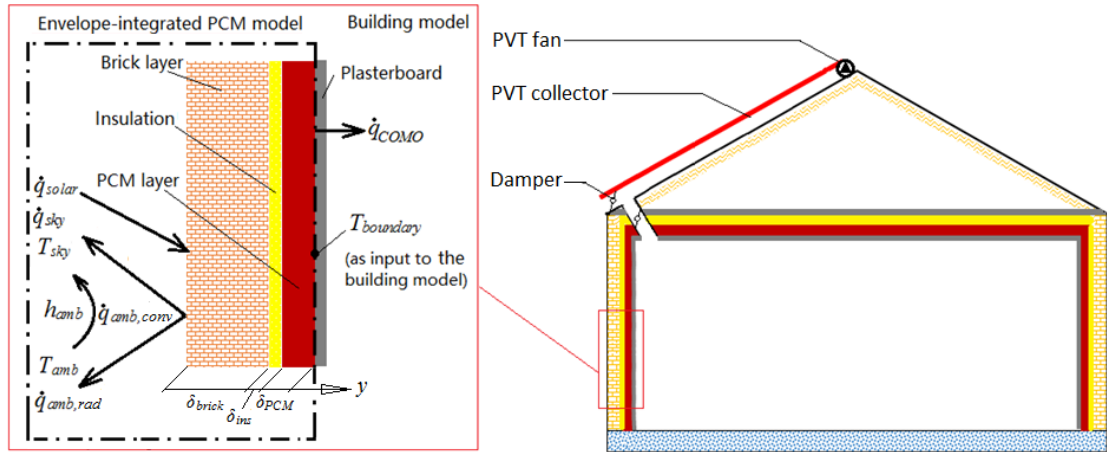 Envelope-integrated PCM model
Building model
Brick layer
Plasterboard
Insulation
q̇COMO
PCM layer
q̇solar
q̇sky
Tsky
Tboundary
(as input to the
building model)
hamb
q̇amb,conv
Tamb
q̇amb,rad
δbrick
δins
δPCM
y
PVT fan
PVT collector
Damper